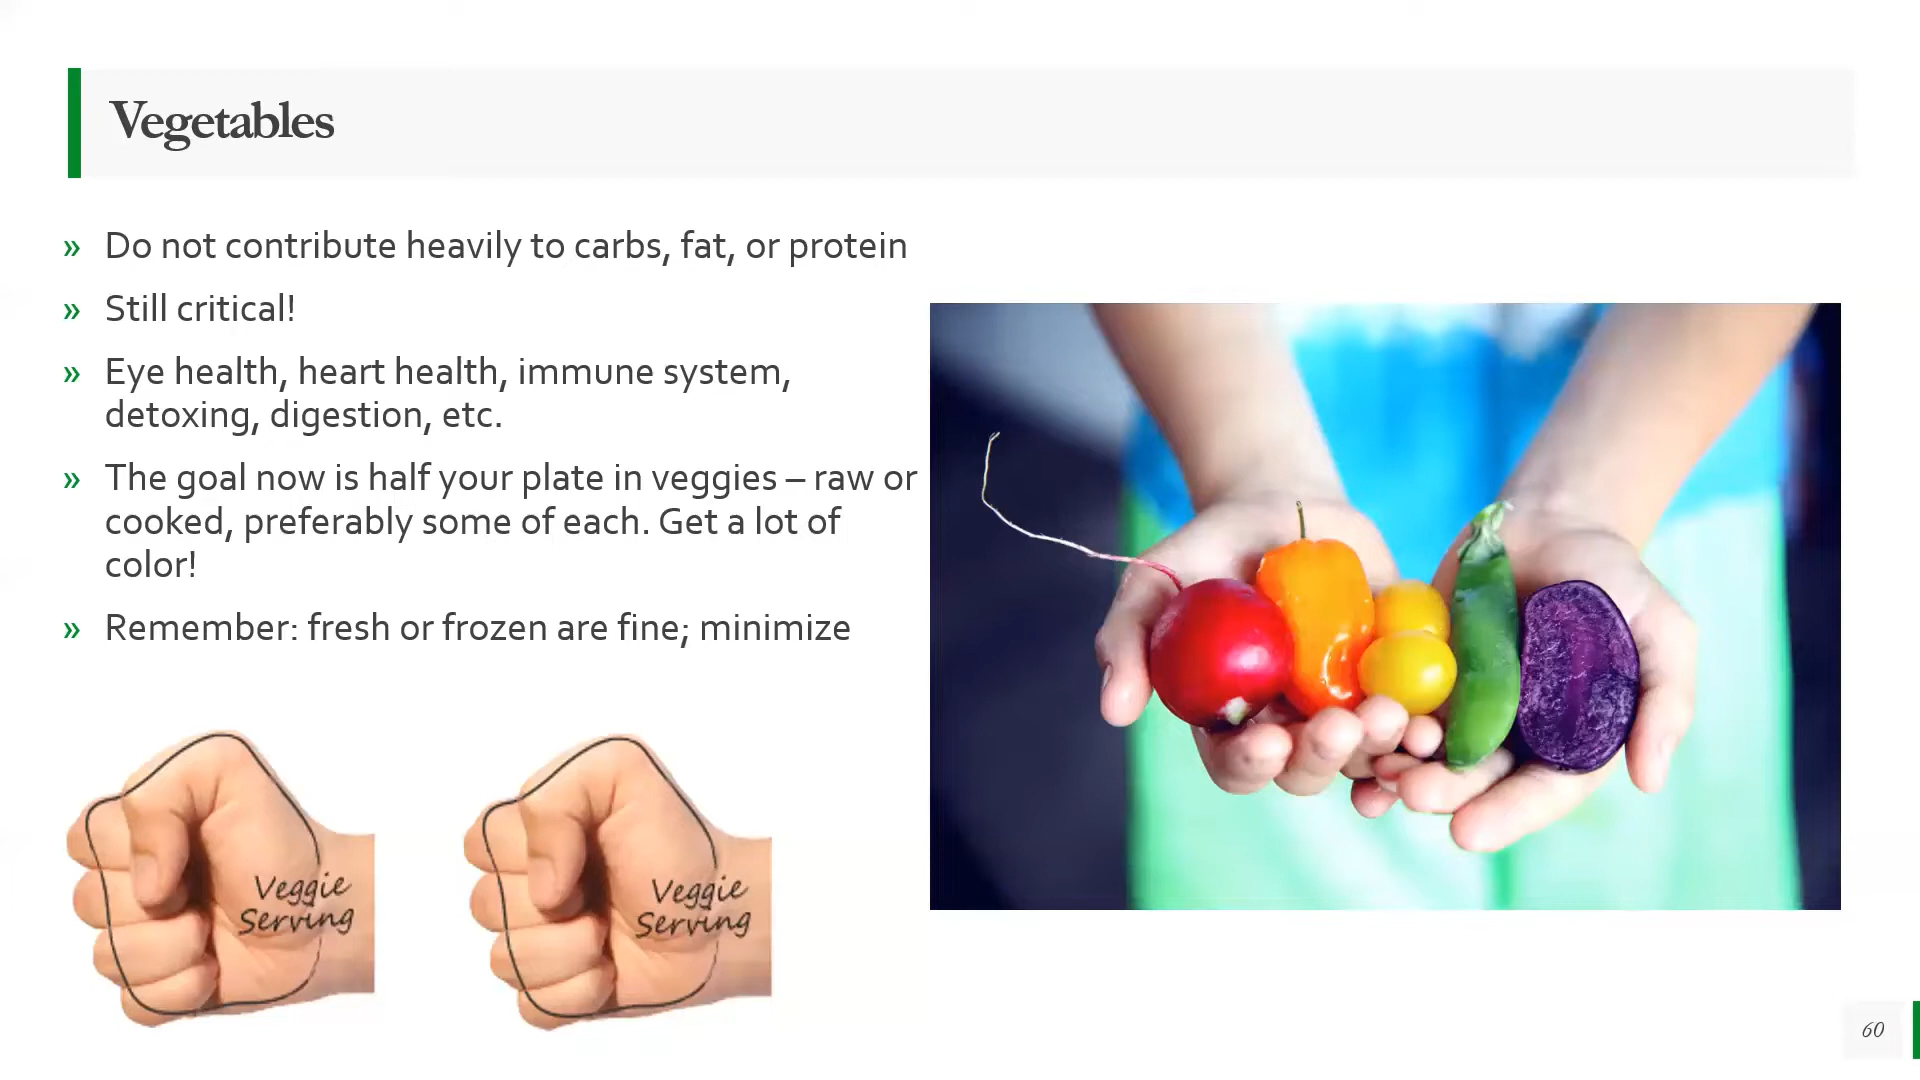 Vegetables
» Do not contribute heavily to carbs, fat, or protein
» Still critical!
» Eye health, heart health, immune system,
detoxing, digestion, etc.
» The goal now is half your plate in veggies – raw or
cooked, preferably some of each. Get a lot of
color!
» Remember: fresh or frozen are fine; minimize
Veggie
Serving
Veggie
Serving
60